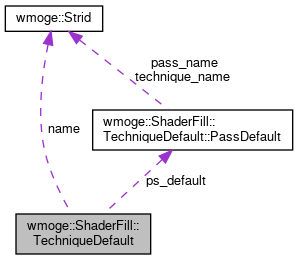 wmoge::Strid
pass_name
technique_name
wmoge::ShaderFill::
TechniqueDefault::PassDefault
name
ps_default
wmoge::ShaderFill::
TechniqueDefault